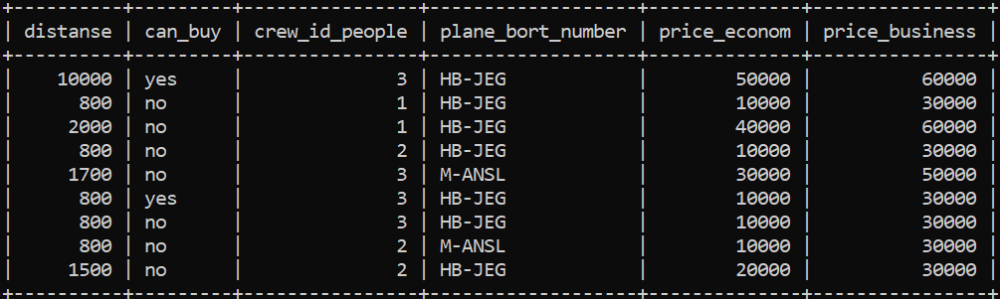 +----------+---------+----------------+-------------------+--------------+----------------+
| distanse | can_buy | crew_id_people | plane_bort_number | price_econom | price_business |
+----------+---------+----------------+-------------------+--------------+----------------+
|    10000 | yes     |              3 | HB-JEG            |        50000 |          60000 |
|      800 | no      |              1 | HB-JEG            |        10000 |          30000 |
|     2000 | no      |              1 | HB-JEG            |        40000 |          60000 |
|      800 | no      |              2 | HB-JEG            |        10000 |          30000 |
|     1700 | no      |              3 | M-ANSL            |        30000 |          50000 |
|      800 | yes     |              3 | HB-JEG            |        10000 |          30000 |
|      800 | no      |              3 | HB-JEG            |        10000 |          30000 |
|      800 | no      |              2 | M-ANSL            |        10000 |          30000 |
|     1500 | no      |              2 | HB-JEG            |        20000 |          30000 |
+----------+---------+----------------+-------------------+--------------+----------------+